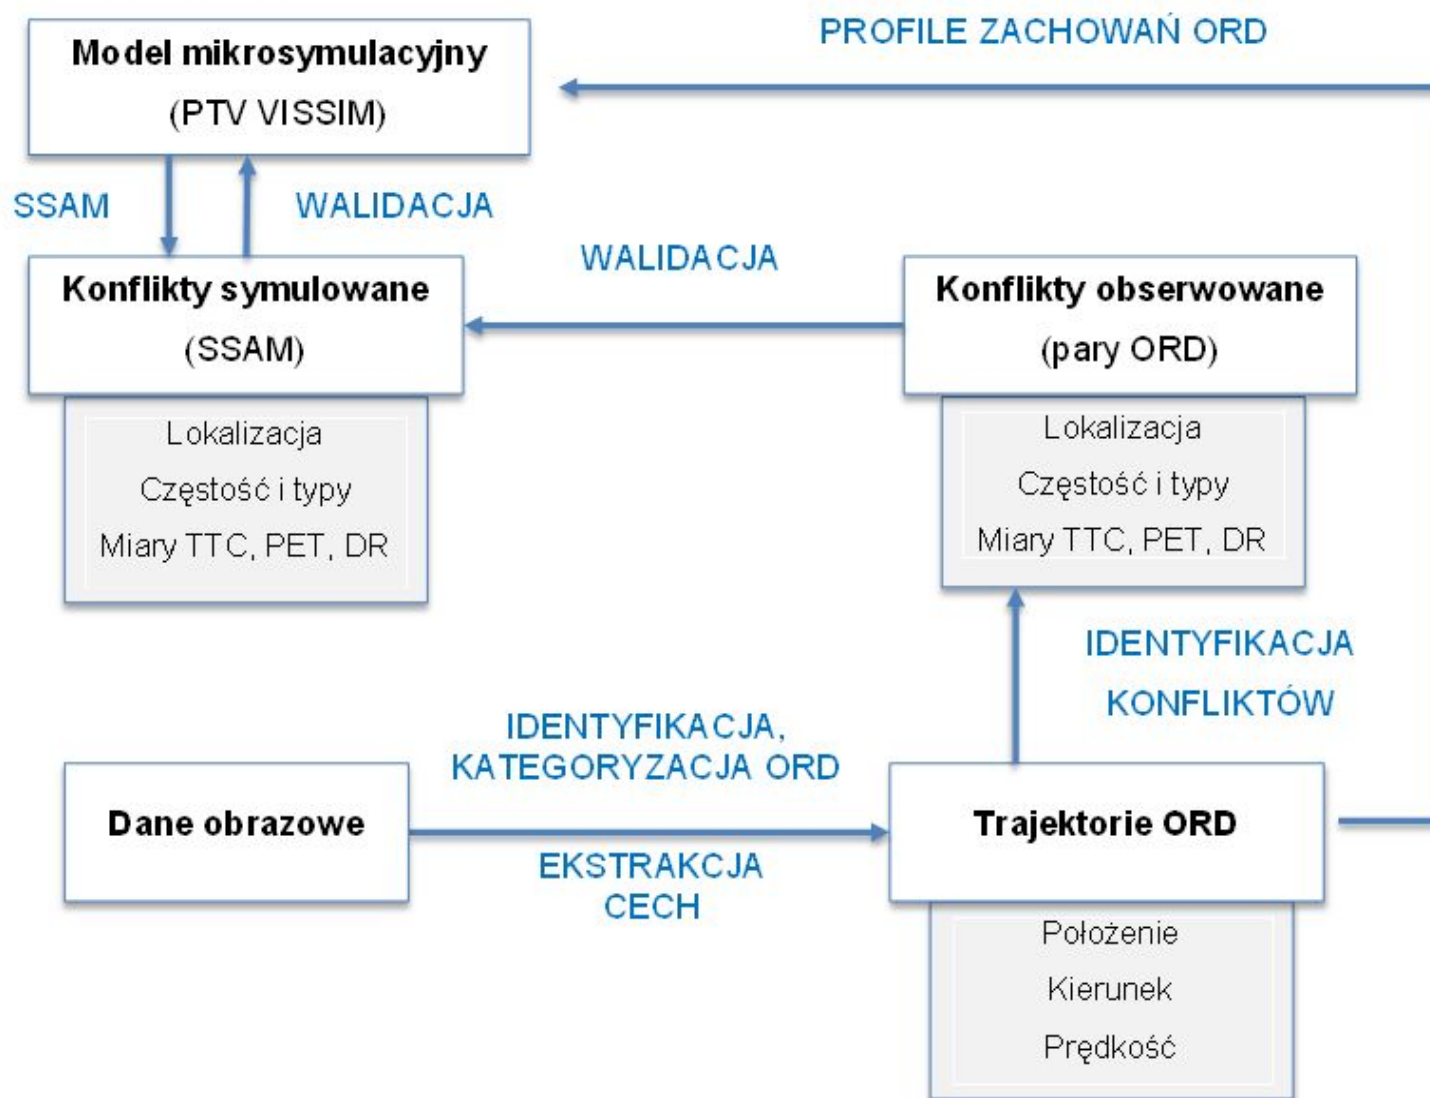 PROFILE ZACHOWAŃ ORD
Model mikrosymulacyjny
(PTV VISSIM)
SSAM
WALIDACJA
WALIDACJA
Konflikty symulowane
(SSAM)
Lokalizacja
Częstość i typy
Miary TTC, PET, DR
Konflikty obserwowane
(pary ORD)
Lokalizacja
Częstość i typy
Miary TTC, PET, DR
IDENTYFIKACJA
KONFLIKTÓW
IDENTYFIKACJA,
KATEGORYZACJA ORD
Dane obrazowe
EKSTRAKCJA
CECH
Trajektorie ORD
Położenie
Kierunek
Prędkość